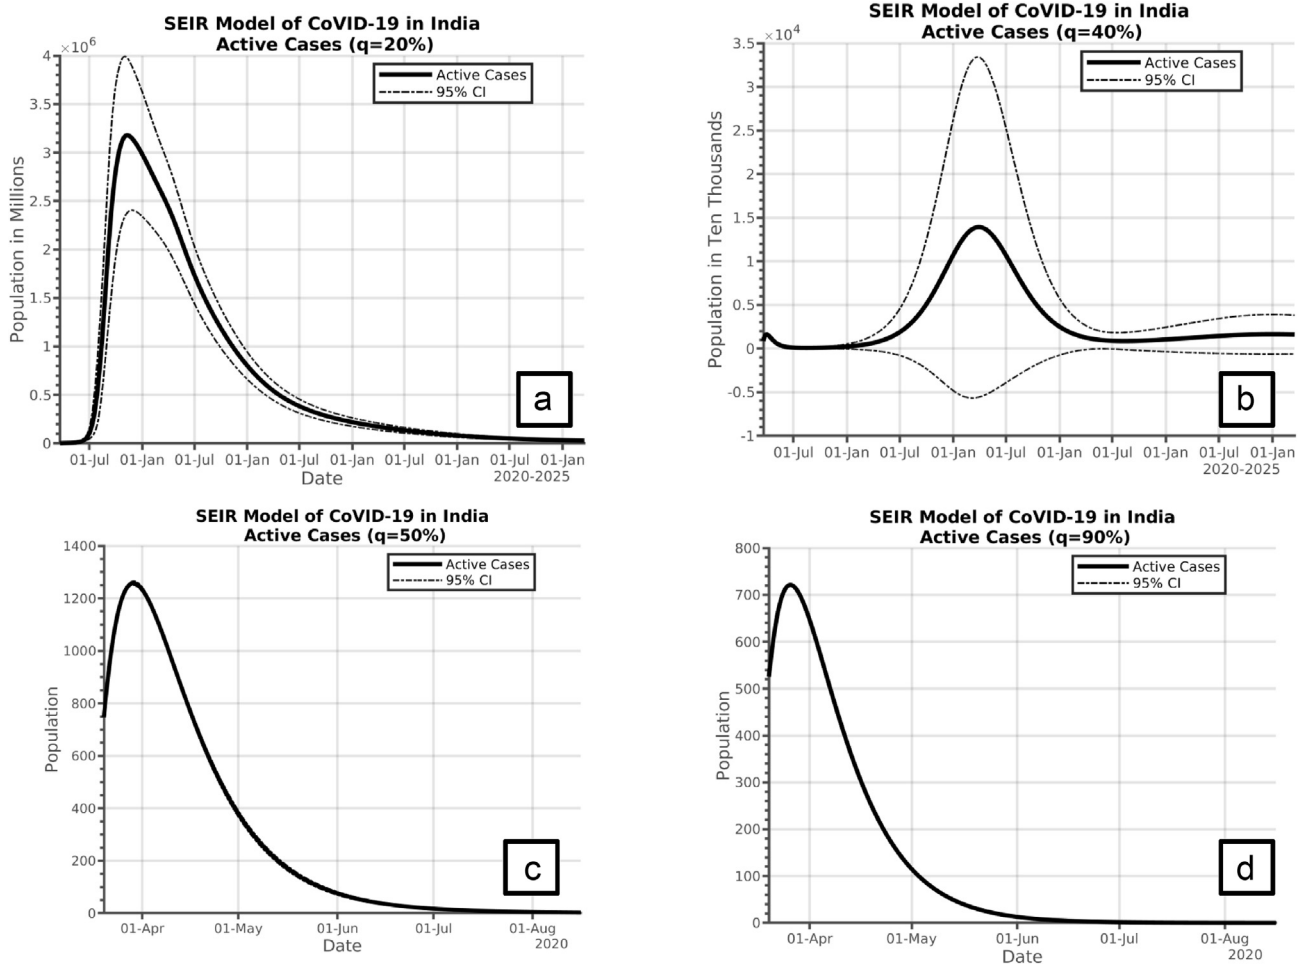 SEIR Model of CoVID-19 in India
Active Cases (q=20%)
×10⁶
Active Cases
95% CI
Population in Millions
4
3.5
3
2.5
2
1.5
1
0.5
0
a
01-Jul 01-Jan 01-Jul 01-Jan 01-Jul 01-Jan 01-Jul 01-Jan 01-Jul 01-Jan
Date
2020-2025
SEIR Model of CoVID-19 in India
Active Cases (q=40%)
×10⁴
Active Cases
95% CI
Population in Ten Thousands
3.5
3
2.5
2
1.5
1
0.5
0
-0.5
-1
b
01-Jul 01-Jan 01-Jul 01-Jan 01-Jul 01-Jan 01-Jul 01-Jan 01-Jul 01-Jan
2020-2025
SEIR Model of CoVID-19 in India
Active Cases (q=50%)
Active Cases
95% CI
Population
1400
1200
1000
800
600
400
200
0
c
01-Apr 01-May 01-Jun 01-Jul 01-Aug
Date
2020
SEIR Model of CoVID-19 in India
Active Cases (q=90%)
Active Cases
95% CI
Population
800
700
600
500
400
300
200
100
0
d
01-Apr 01-May 01-Jun 01-Jul 01-Aug
Date
2020